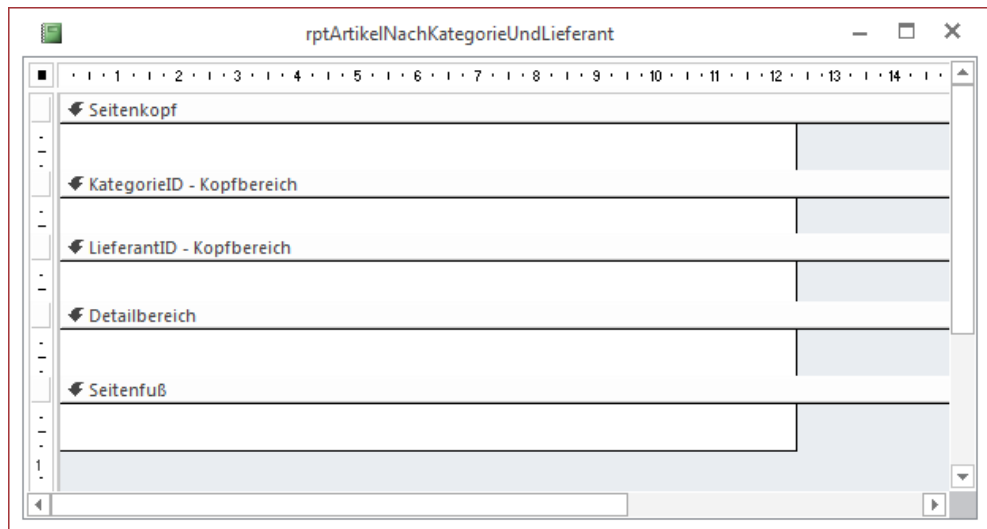 rptArtikelNachKategorieUndLieferant
1 2 3 4 5 6 7 8 9 10 11 12 13 14
Seitenkopf
KategorieID - Kopfbereich
LieferantID - Kopfbereich
Detailbereich
Seitenfuß
1